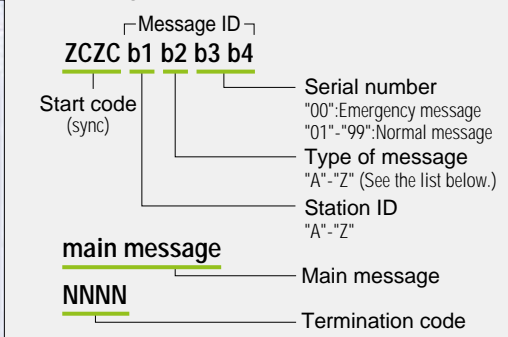 Message ID
ZCZC b1 b2 b3 b4
Start code
(sync)
Serial number
"00":Emergency message
"01"-"99":Normal message
Type of message
"A"-"Z" (See the list below.)
Station ID
"A"-"Z"
main message
Main message
NNNN
Termination code